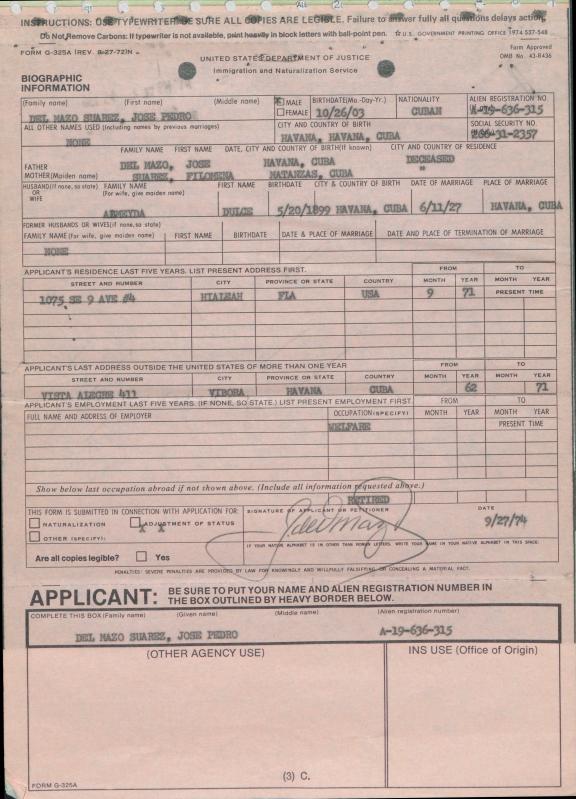 INSTRUCTIONS: USE TYPEWRITER. BE SURE ALL COPIES ARE LEGIBLE. Failure to answer fully all questions delays action.
Do Not Remove Carbons: If typewriter is not available, print heavily in block letters with ball-point pen. ☆ U.S. GOVERNMENT PRINTING OFFICE 1974 537-548
FORM G-325A (REV. 8-27-72)N
UNITED STATES DEPARTMENT OF JUSTICE
Immigration and Naturalization Service
Form Approved
OMB No. 43-R436
BIOGRAPHIC
INFORMATION
(Family name) (First name) (Middle name) MALE BIRTHDATE(Mo.-Day-Yr.) NATIONALITY ALIEN REGISTRATION NO.
DEL MAZO SUAREZ, JOSE PEDRO FEMALE 10/26/03 CUBAN A-19-636-315
ALL OTHER NAMES USED (Including names by previous marriages) CITY AND COUNTRY OF BIRTH SOCIAL SECURITY NO.
NONE HAVANA, HAVANA, CUBA 266-31-2357
FAMILY NAME FIRST NAME DATE, CITY AND COUNTRY OF BIRTH(If known) CITY AND COUNTRY OF RESIDENCE
FATHER DEL MAZO, JOSE HAVANA, CUBA DECEASED
MOTHER(Maiden name) SUAREZ, FILOMENA MATANZAS, CUBA "
HUSBAND(If none, so state) FAMILY NAME FIRST NAME BIRTHDATE CITY & COUNTRY OF BIRTH DATE OF MARRIAGE PLACE OF MARRIAGE
OR (For wife, give maiden name)
WIFE ALMEYDA DULCE 5/20/1899 HAVANA, CUBA 6/11/27 HAVANA, CUBA
FORMER HUSBANDS OR WIVES(if none,so state)
FAMILY NAME (For wife, give maiden name) FIRST NAME BIRTHDATE DATE & PLACE OF MARRIAGE DATE AND PLACE OF TERMINATION OF MARRIAGE
NONE
APPLICANT'S RESIDENCE LAST FIVE YEARS. LIST PRESENT ADDRESS FIRST. FROM TO
STREET AND NUMBER CITY PROVINCE OR STATE COUNTRY MONTH YEAR MONTH YEAR
1075 SE 9 AVE #4 HIALEAH FLA USA 9 71 PRESENT TIME
APPLICANT'S LAST ADDRESS OUTSIDE THE UNITED STATES OF MORE THAN ONE YEAR FROM TO
STREET AND NUMBER CITY PROVINCE OR STATE COUNTRY MONTH YEAR MONTH YEAR
VISTA ALEGRE 411 VIBORA HAVANA CUBA 62 71
APPLICANT'S EMPLOYMENT LAST FIVE YEARS. (IF NONE, SO STATE.) LIST PRESENT EMPLOYMENT FIRST. FROM TO
FULL NAME AND ADDRESS OF EMPLOYER OCCUPATION(SPECIFY) MONTH YEAR MONTH YEAR
WELFARE PRESENT TIME
Show below last occupation abroad if not shown above. (Include all information requested above.)
RETIRED
THIS FORM IS SUBMITTED IN CONNECTION WITH APPLICATION FOR: SIGNATURE OF APPLICANT OR PETITIONER DATE
NATURALIZATION ADJUSTMENT OF STATUS 9/27/74
X X
OTHER (SPECIFY):
IF YOUR NATIVE ALPHABET IS IN OTHER THAN ROMAN LETTERS, WRITE YOUR NAME IN YOUR NATIVE ALPHABET IN THIS SPACE:
Are all copies legible? Yes
PENALTIES: SEVERE PENALTIES ARE PROVIDED BY LAW FOR KNOWINGLY AND WILLFULLY FALSIFYING OR CONCEALING A MATERIAL FACT.
APPLICANT: BE SURE TO PUT YOUR NAME AND ALIEN REGISTRATION NUMBER IN
THE BOX OUTLINED BY HEAVY BORDER BELOW.
COMPLETE THIS BOX (Family name) (Given name) (Middle name) (Alien registration number)
DEL MAZO SUAREZ, JOSE PEDRO A-19-636-315
(OTHER AGENCY USE) INS USE (Office of Origin)
(3) C.
FORM G-325A